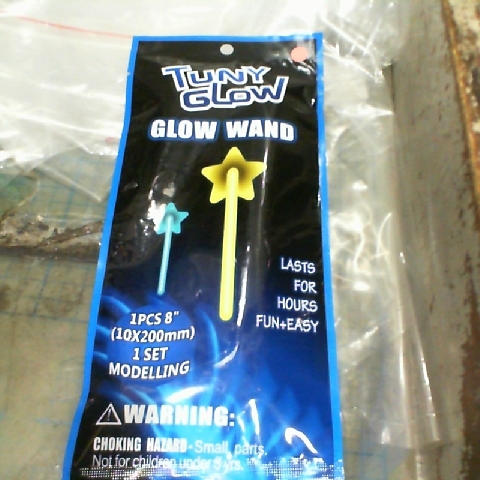 TUNY
GLOW
GLOW WAND
LASTS
FOR
HOURS
FUN+EASY
1PCS 8"
(10X200mm)
1 SET
MODELLING
WARNING:
CHOKING HAZARD-Small parts.
Not for children under 5 yrs.